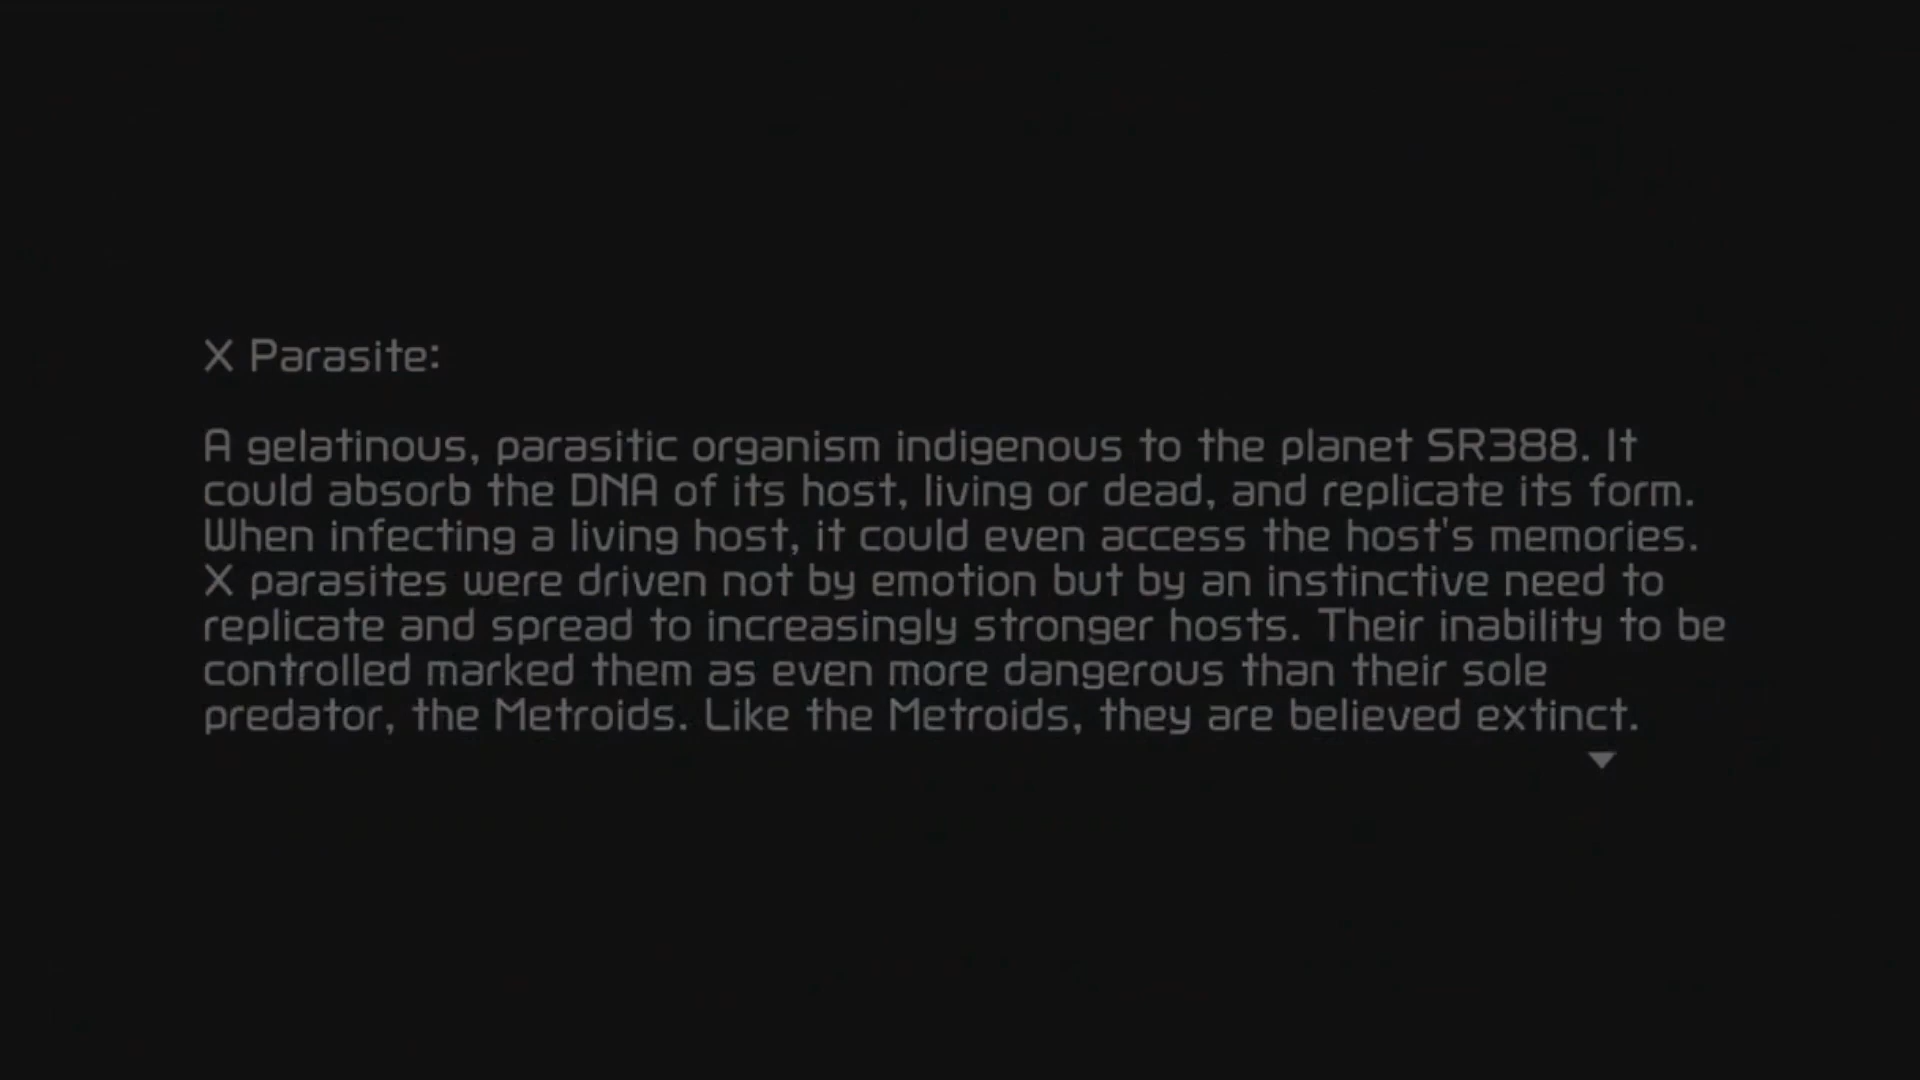 X Parasite:
A gelatinous, parasitic organism indigenous to the planet SR388. It
could absorb the DNA of its host, living or dead, and replicate its form.
When infecting a living host, it could even access the host's memories.
X parasites were driven not by emotion but by an instinctive need to
replicate and spread to increasingly stronger hosts. Their inability to be
controlled marked them as even more dangerous than their sole
predator, the Metroids. Like the Metroids, they are believed extinct.